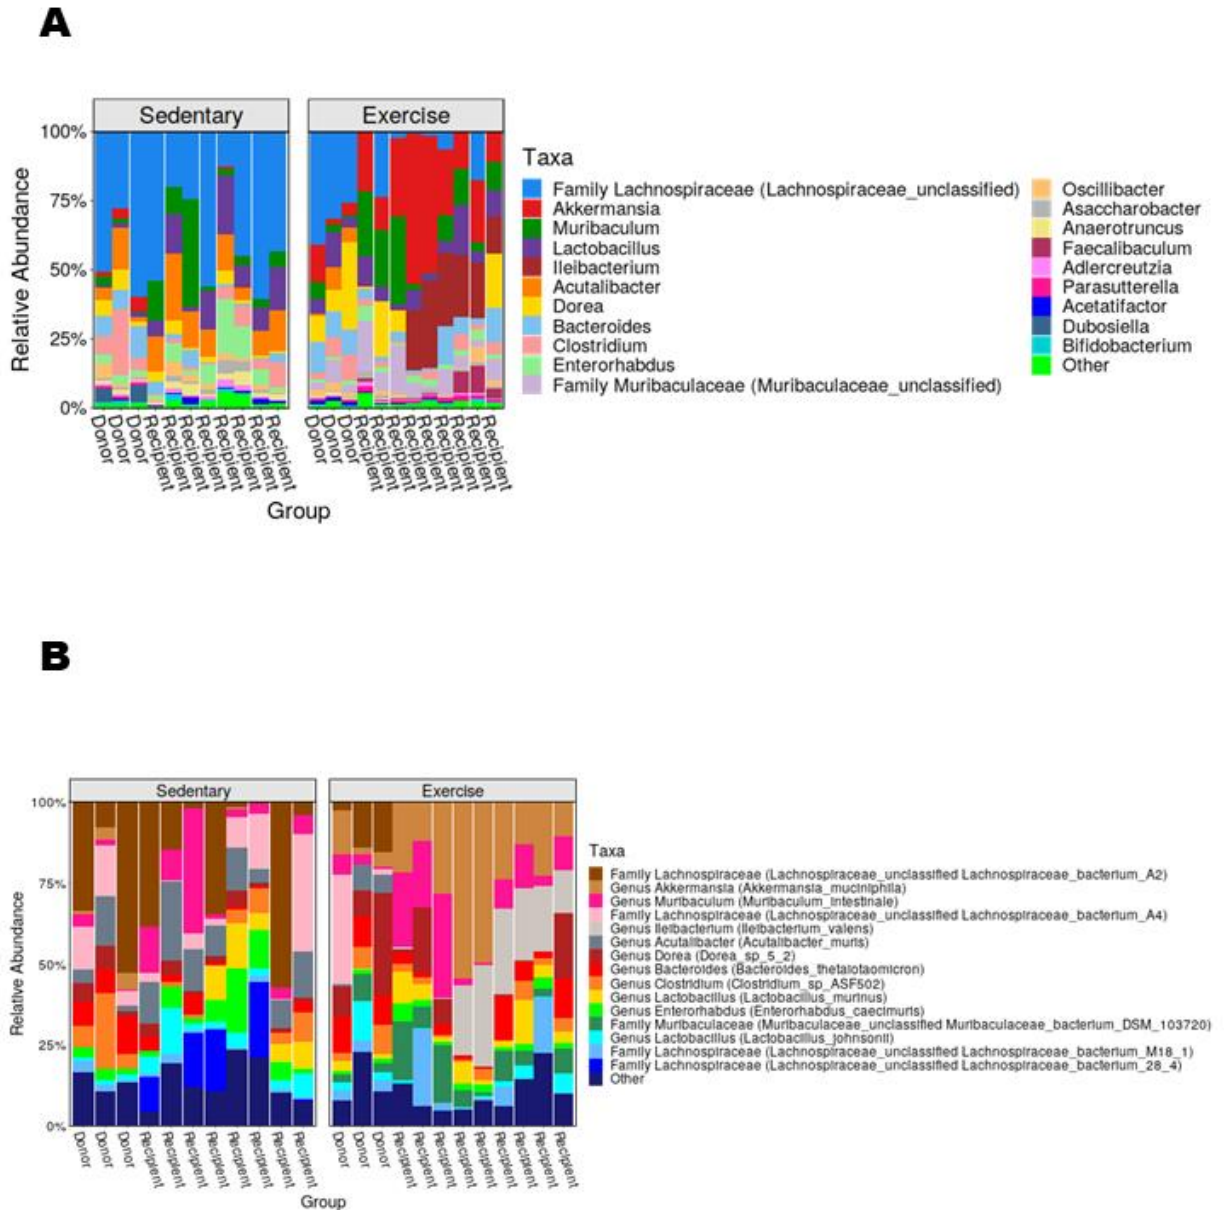 A
Sedentary
Exercise
100%
75%
50%
25%
0%
Relative Abundance
Donor
Donor
Donor
Recipient
Recipient
Recipient
Recipient
Recipient
Recipient
Recipient
Recipient
Donor
Donor
Donor
Recipient
Recipient
Recipient
Recipient
Recipient
Recipient
Recipient
Recipient
Recipient
Group
Taxa
Family Lachnospiraceae (Lachnospiraceae_unclassified)
Akkermansia
Muribaculum
Lactobacillus
Ileibacterium
Acutalibacter
Dorea
Bacteroides
Clostridium
Enterorhabdus
Family Muribaculaceae (Muribaculaceae_unclassified)
Oscillibacter
Asaccharobacter
Anaerotruncus
Faecalibaculum
Adlercreutzia
Parasutterella
Acetatifactor
Dubosiella
Bifidobacterium
Other
B
Sedentary
Exercise
100%
75%
50%
25%
0%
Relative Abundance
Donor
Donor
Donor
Recipient
Recipient
Recipient
Recipient
Recipient
Recipient
Recipient
Recipient
Donor
Donor
Donor
Recipient
Recipient
Recipient
Recipient
Recipient
Recipient
Recipient
Recipient
Recipient
Group
Taxa
Family Lachnospiraceae (Lachnospiraceae_unclassified Lachnospiraceae_bacterium_A2)
Genus Akkermansia (Akkermansia_muciniphila)
Genus Muribaculum (Muribaculum_intestinale)
Family Lachnospiraceae (Lachnospiraceae_unclassified Lachnospiraceae_bacterium_A4)
Genus Ileibacterium (Ileibacterium_valens)
Genus Acutalibacter (Acutalibacter_muris)
Genus Dorea (Dorea_sp_5_2)
Genus Bacteroides (Bacteroides_thetaiotaomicron)
Genus Clostridium (Clostridium_sp_ASF502)
Genus Lactobacillus (Lactobacillus_murinus)
Genus Enterorhabdus (Enterorhabdus_caecimuris)
Family Muribaculaceae (Muribaculaceae_unclassified Muribaculaceae_bacterium_DSM_103720)
Genus Lactobacillus (Lactobacillus_johnsonii)
Family Lachnospiraceae (Lachnospiraceae_unclassified Lachnospiraceae_bacterium_M18_1)
Family Lachnospiraceae (Lachnospiraceae_unclassified Lachnospiraceae_bacterium_28_4)
Other